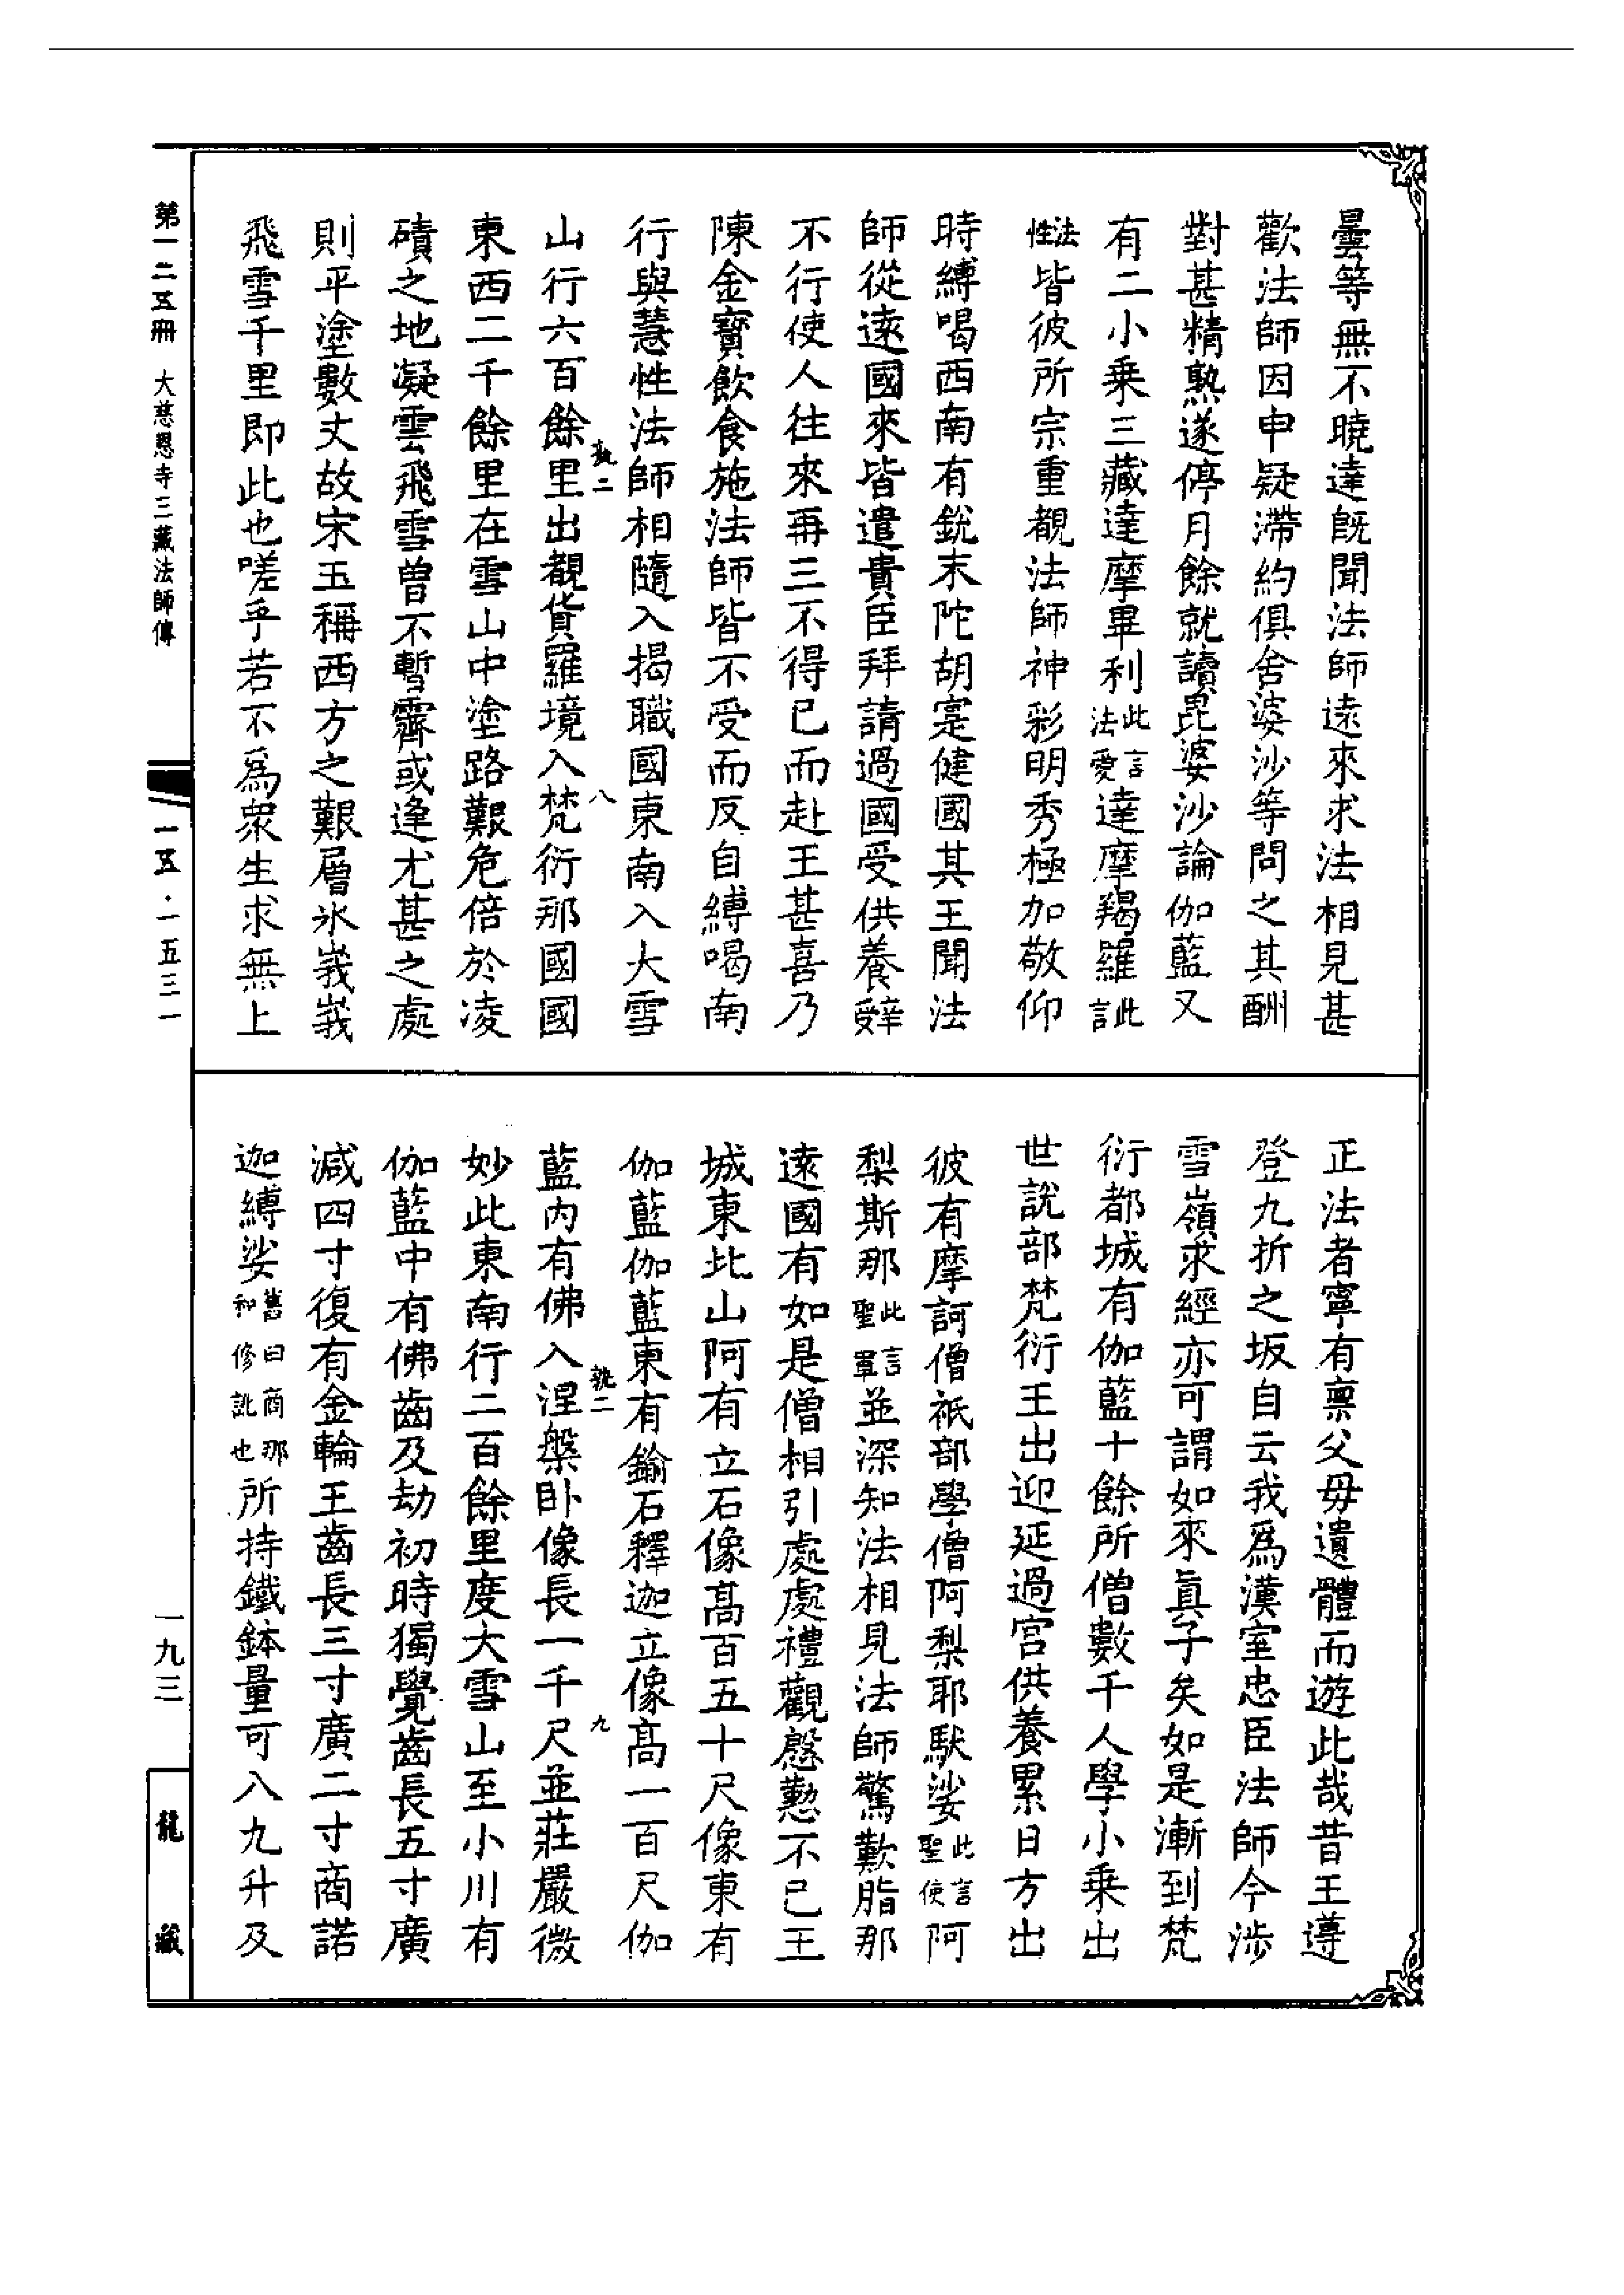 曇等無不曉達旣聞法師遠來求法相見甚
歡法師因申疑滯約俱舍婆沙等問之其酬
對甚精熟遂停月餘就讀毘婆沙論伽藍又
有二小乗三藏達摩畢利此言法愛達摩羯羅此言
法性皆彼所宗重覩法師神彩明秀極加敬仰
時縛喝西南有銳末陀胡寔健國其王聞法
師從遠國來皆遣貴臣拜請過國受供養辤
不行使人往來再三不得已而赴王甚喜乃
陳金寳飲食施法師皆不受而反自縛喝南
行與慧性法師相隨入揭職國東南入大雪
山行六百餘里出覩貨羅境入梵衍那國國
東西二千餘里在雪山中塗路艱危倍於凌
磧之地凝雲飛雪曾不暫霽或逢尤甚之處
則平塗數丈故宋玉稱西方之艱層氷峩峩
飛雪千里即此也嗟乎若不為衆生求無上
正法者寧有禀父毋遺體而遊此哉昔王遵
登九折之坂自云我爲漢室忠臣法師今涉
雪嶺求經亦可謂如來眞子矣如是漸到梵
衍都城有伽藍十餘所僧數千人學小乗出
世說部梵衍王出迎延過宮供養累日方出
彼有摩訶僧祇部學僧阿梨耶馱娑此言聖使阿
梨斯那此言聖軍並深知法相見法師驚歎脂那
遠國有如是僧相引處處禮觀慇懃不已王
城東北山阿有立石像髙百五十尺像東有
伽藍伽藍東有鍮石釋迦立像髙一百尺伽
藍内有佛入涅槃卧像長一千尺並莊嚴微
妙此東南行二百餘里度大雪山至小川有
伽藍中有佛齒及劫初時獨覺齒長五寸廣
減四寸復有金輪王齒長三寸廣二寸商諾
迦縛娑舊曰商那和修訛也所持鐵鉢量可八九升及
第一二五冊 大慈恩寺三藏法師傳
一五·一五三一
一九三
龍藏
執二
八
執二
九